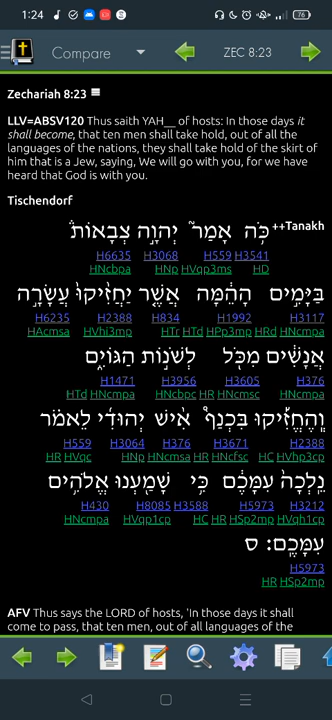 1:24 76
Compare ZEC 8:23
Zechariah 8:23
LLV=ABSV120 Thus saith YAH__ of hosts: In those days it
shall become, that ten men shall take hold, out of all the
languages of the nations, they shall take hold of the skirt of
him that is a Jew, saying, We will go with you, for we have
heard that God is with you.
Tischendorf
++Tanakh כֹּ֥ה אָמַר֮ יְהוָ֣ה צְבָאוֹת֒
H6635 H3068 H559 H3541
HNcbpa HNp HVqp3ms HD
בַּיָּמִ֣ים הָהֵ֔מָּה אֲשֶׁ֤ר יַחֲזִ֙יקוּ֙ עֲשָׂרָ֣ה
H6235 H2388 H834 H1992 H3117
HAcmsa HVhi3mp HTr HTd HPp3mp HRd HNcmpa
אֲנָשִׁ֔ים מִכֹּ֖ל לְשֹׁנ֣וֹת הַגּוֹיִ֑ם
H1471 H3956 H3605 H376
HTd HNcmpa HNcbpc HR HNcmsc HNcmpa
וְֽהֶחֱזִ֡יקוּ בִּכְנַף֩ אִ֨ישׁ יְהוּדִ֜י לֵאמֹ֗ר
H559 H3064 H376 H3671 H2388
HR HVqc HNp HNcmsa HR HNcfsc HC HVhp3cp
נֵֽלְכָה֙ עִמָּכֶ֔ם כִּ֥י שָׁמַ֖עְנוּ אֱלֹהִ֥ים
H430 H8085 H3588 H5973 H3212
HNcmpa HVqp1cp HC HR HSp2mp HVqh1cp
עִמָּכֶֽם׃ ס
H5973
HR HSp2mp
AFV Thus says the LORD of hosts, 'In those days it shall
come to pass, that ten men, out of all languages of the